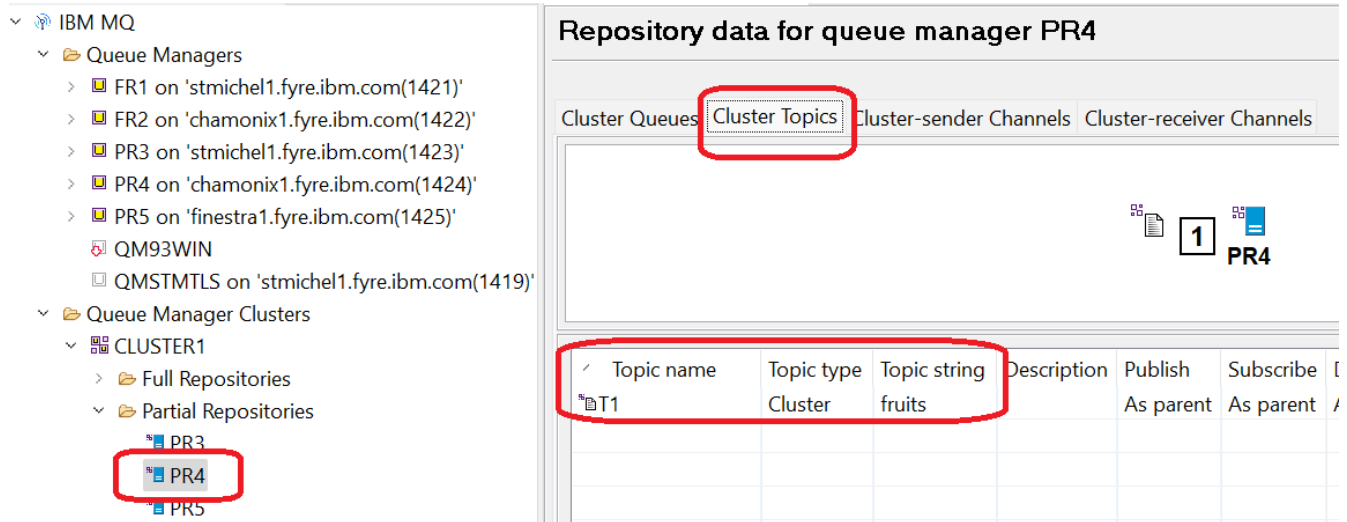 IBM MQ
Queue Managers
FR1 on 'stmichel1.fyre.ibm.com(1421)'
FR2 on 'chamonix1.fyre.ibm.com(1422)'
PR3 on 'stmichel1.fyre.ibm.com(1423)'
PR4 on 'chamonix1.fyre.ibm.com(1424)'
PR5 on 'finestra1.fyre.ibm.com(1425)'
QM93WIN
QMSTMTLS on 'stmichel1.fyre.ibm.com(1419)'
Queue Manager Clusters
CLUSTER1
Full Repositories
Partial Repositories
PR3
PR4
PR5
Repository data for queue manager PR4
Cluster Queues Cluster Topics Cluster-sender Channels Cluster-receiver Channels
1
PR4
Topic name Topic type Topic string Description Publish Subscribe
T1 Cluster fruits As parent As parent